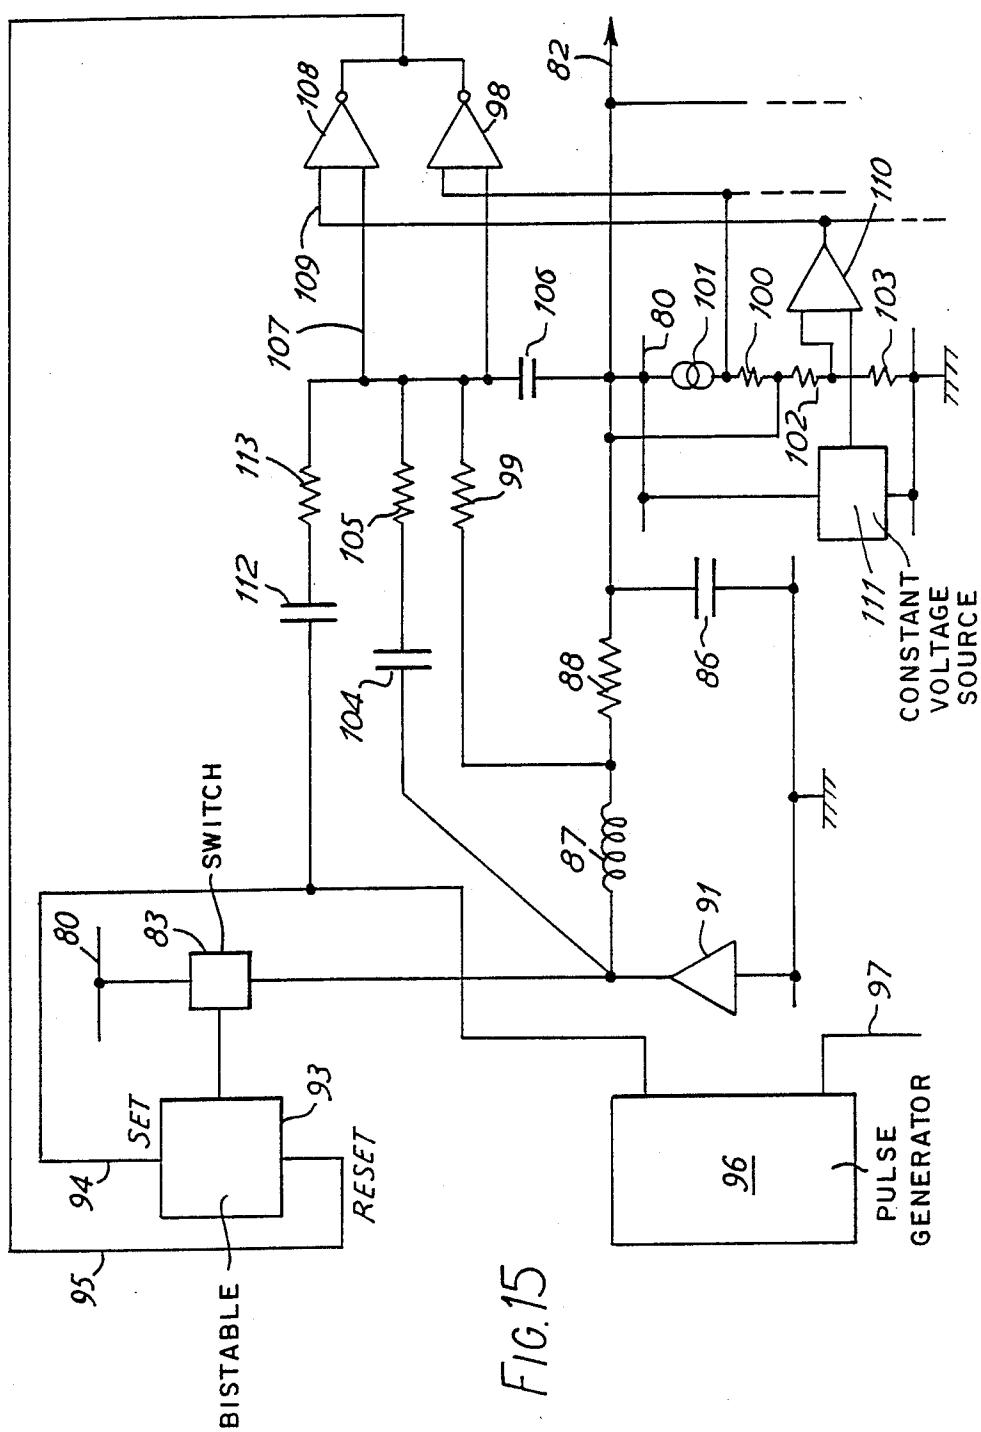 80
83
SWITCH
SET
93
94
RESET
95
BISTABLE
112
113
107
109
108
98
104
105
99
106
82
87
88
86
91
80
101
100
102
103
110
111
CONSTANT
VOLTAGE
SOURCE
96
97
PULSE
GENERATOR
FIG. 15